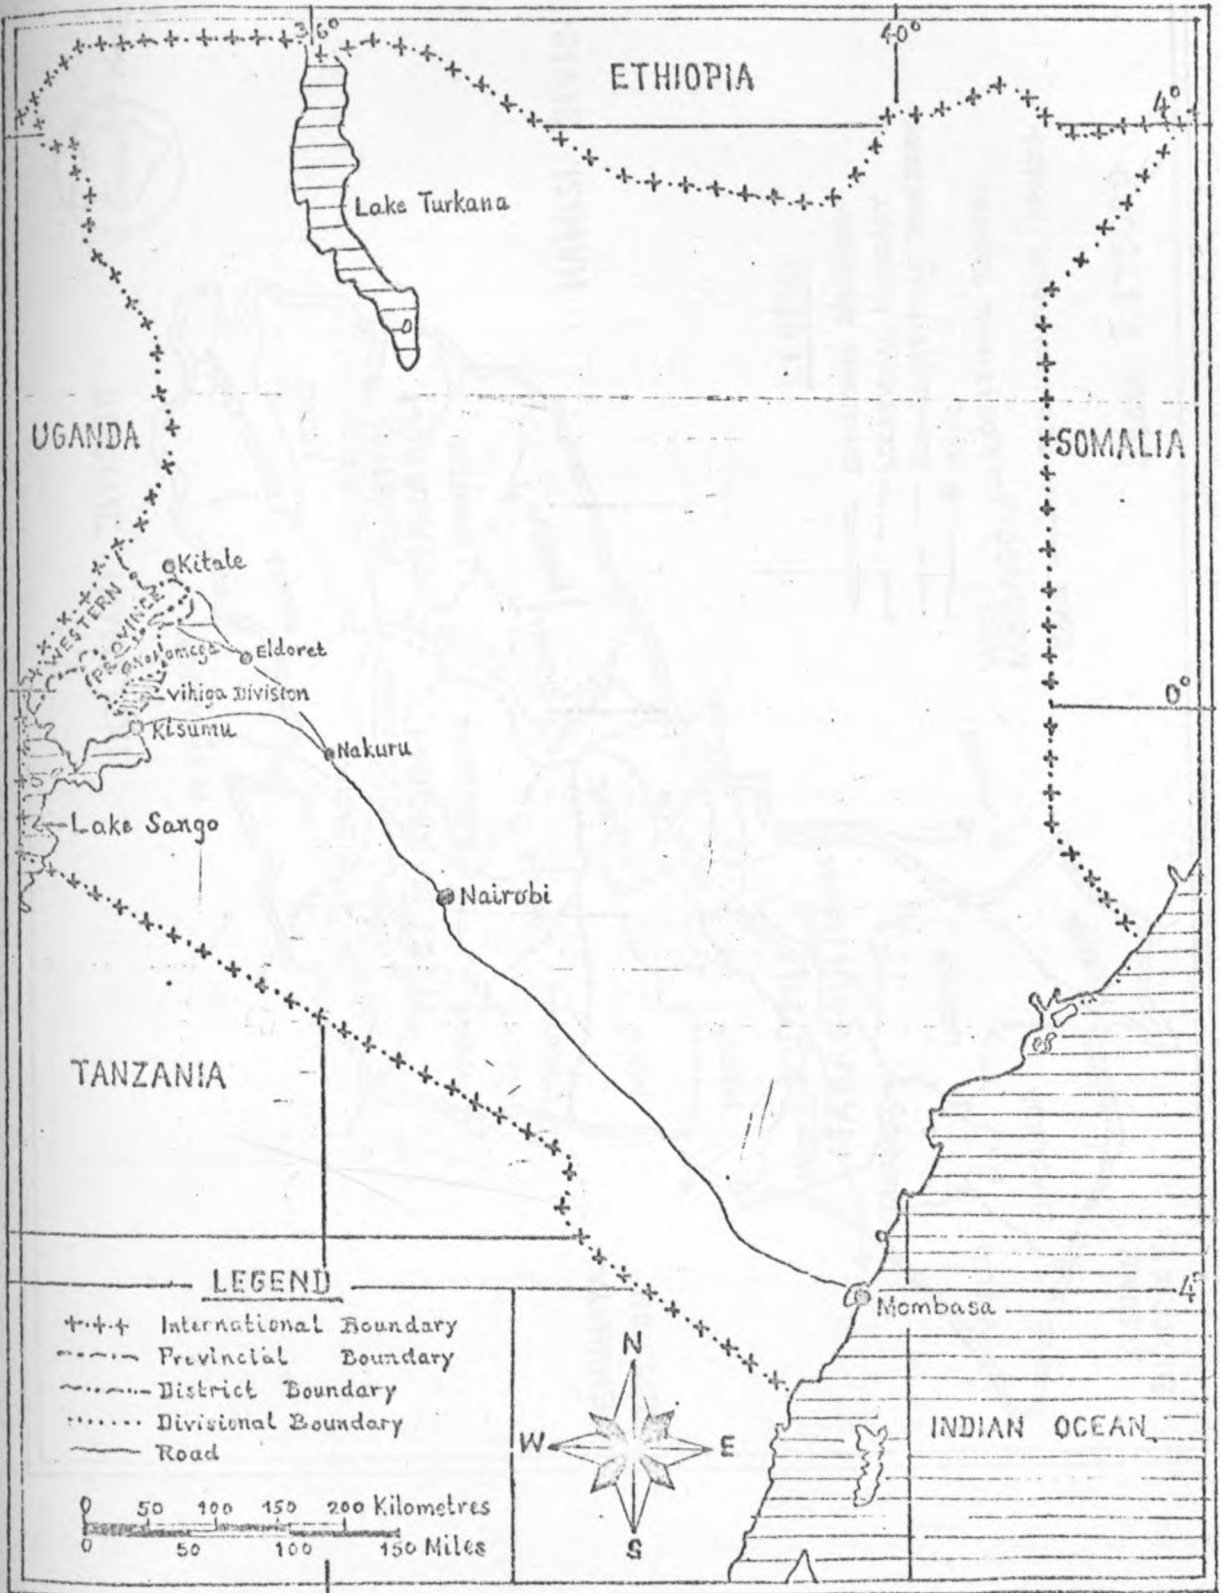 36°
40°
ETHIOPIA
4°
Lake Turkana
UGANDA
SOMALIA
Kitale
WESTERN
PROVINCE
Eldoret
Vihiga Division
0°
Kisumu
Nakuru
Lake Sango
Nairobi
TANZANIA
LEGEND
International Boundary
Provincial Boundary
District Boundary
Divisional Boundary
Road
0 50 100 150 200 Kilometres
0 50 100 150 Miles
N
W E
S
4°
Mombasa
INDIAN OCEAN